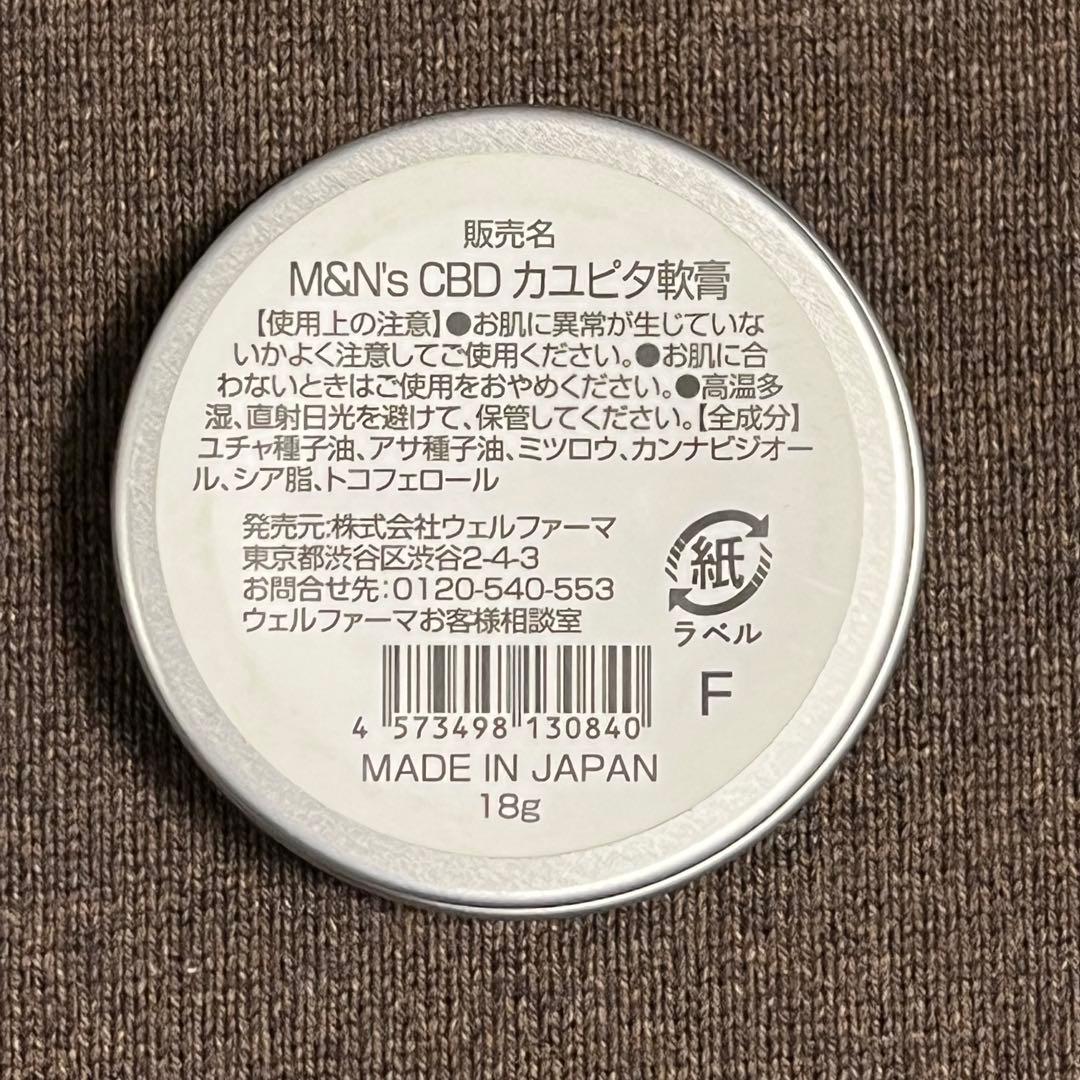 販売名
M&N's CBD カユピタ軟膏
【使用上の注意】●お肌に異常が生じていな
いかよく注意してご使用ください。●お肌に合
わないときはご使用をおやめください。●高温多
湿、直射日光を避けて、保管してください。【全成分】
ユチャ種子油、アサ種子油、ミツロウ、カンナビジオー
ル、シア脂、トコフェロール
発売元:株式会社ウェルファーマ
東京都渋谷区渋谷2-4-3
お問合せ先:0120-540-553
ウェルファーマお客様相談室
紙
ラベル
F
4 573498 130840
MADE IN JAPAN
18g